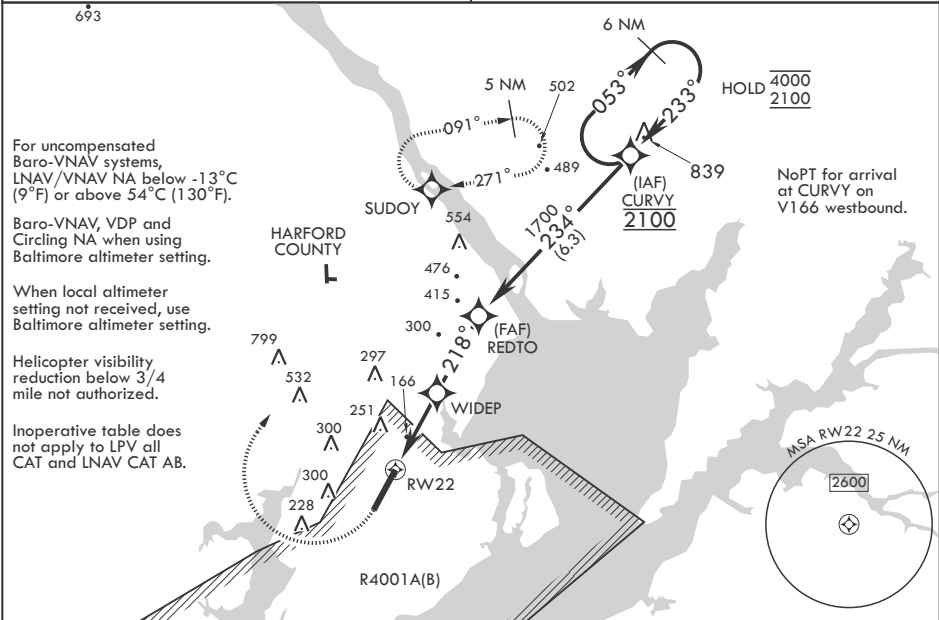 693
6 NM
5 NM
502
053°
233°
HOLD 4000
2100
091°
271°
489
839
For uncompensated
Baro-VNAV systems,
LNAV/VNAV NA below -13°C
(9°F) or above 54°C (130°F).
Baro-VNAV, VDP and
Circling NA when using
Baltimore altimeter setting.
When local altimeter
setting not received, use
Baltimore altimeter setting.
Helicopter visibility
reduction below 3/4
mile not authorized.
Inoperative table does
not apply to LPV all
CAT and LNAV CAT AB.
SUDOY
(IAF)
CURVY
2100
NoPT for arrival
at CURVY on
V166 westbound.
1700
234°
(6.3)
554
HARFORD
COUNTY
476
415
300
(FAF)
REDTO
218°
799
532
297
166
WIDEP
251
300
300
228
RW22
R4001A(B)
MSA RW22 25 NM
2600